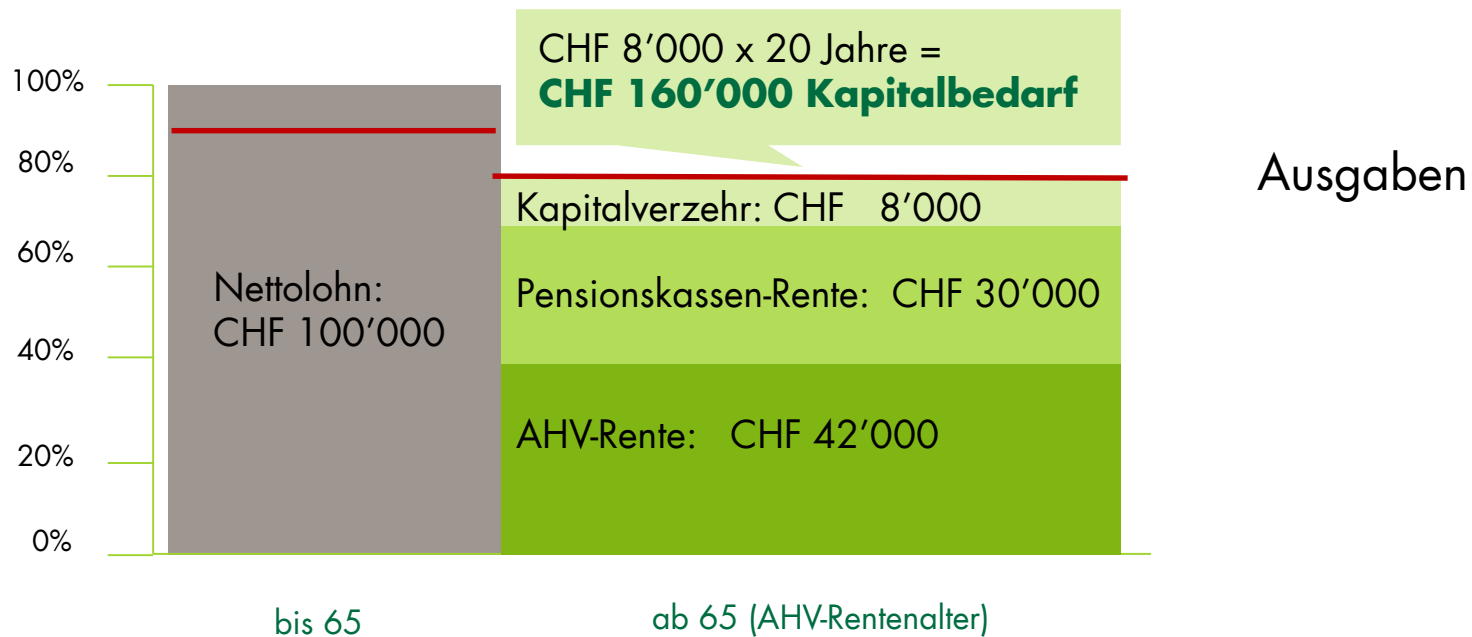 CHF 8’000 x 20 Jahre =
CHF 160’000 Kapitalbedarf
100%
80%
60%
40%
20%
0%
Ausgaben
Nettolohn:
CHF 100’000
Kapitalverzehr: CHF 8’000
Pensionskassen-Rente: CHF 30’000
AHV-Rente: CHF 42’000
bis 65
ab 65 (AHV-Rentenalter)